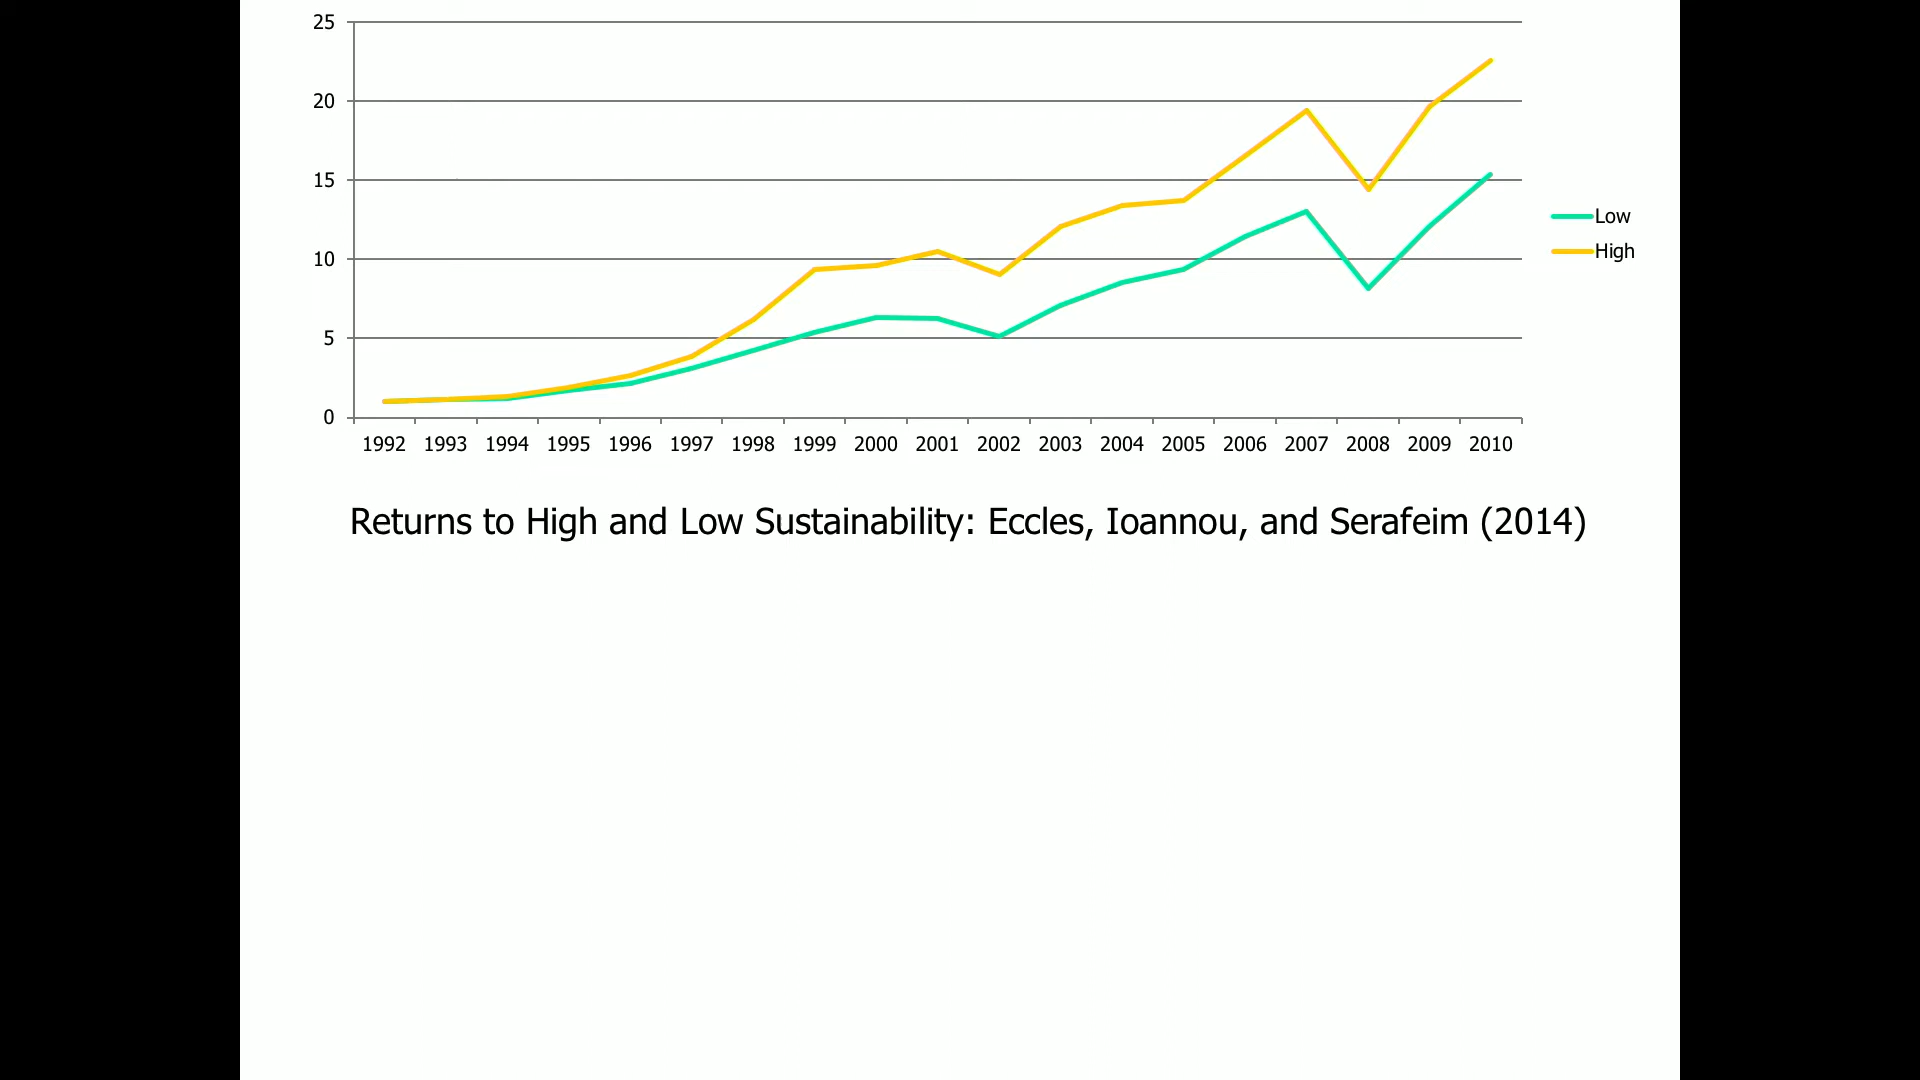 25
20
15
10
5
0
1992 1993 1994 1995 1996 1997 1998 1999 2000 2001 2002 2003 2004 2005 2006 2007 2008 2009 2010
Low
High
Returns to High and Low Sustainability: Eccles, Ioannou, and Serafeim (2014)